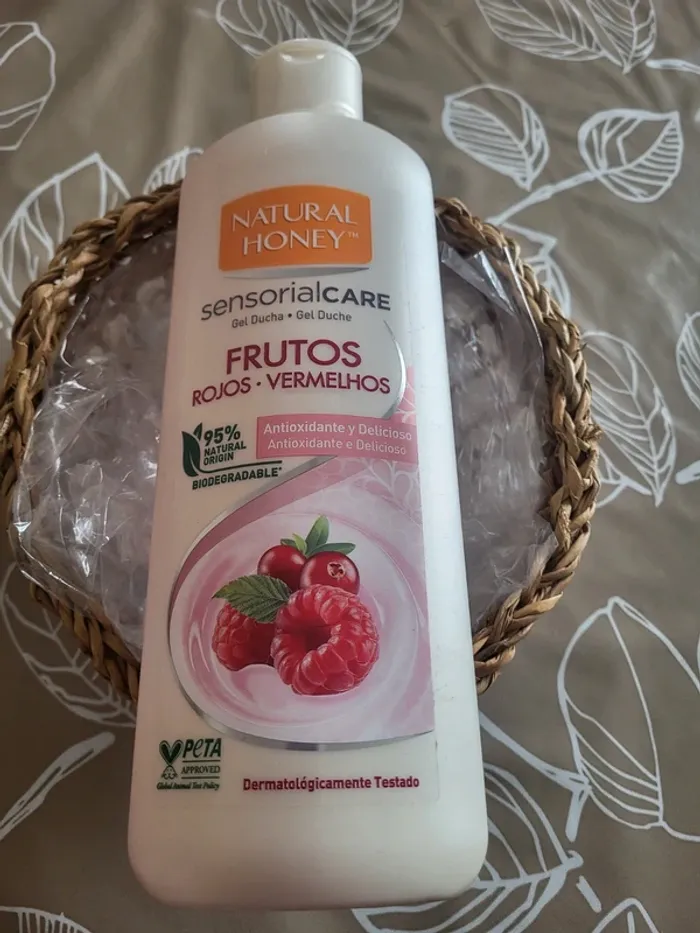 NATURAL
HONEY™
sensorialCARE
Gel Ducha • Gel Duche
FRUTOS
ROJOS · VERMELHOS
Antioxidante y Delicioso
Antioxidante e Delicioso
95%
NATURAL
ORIGIN
BIODEGRADABLE*
PETA
APPROVED
Global Animal Test Policy
Dermatológicamente Testado